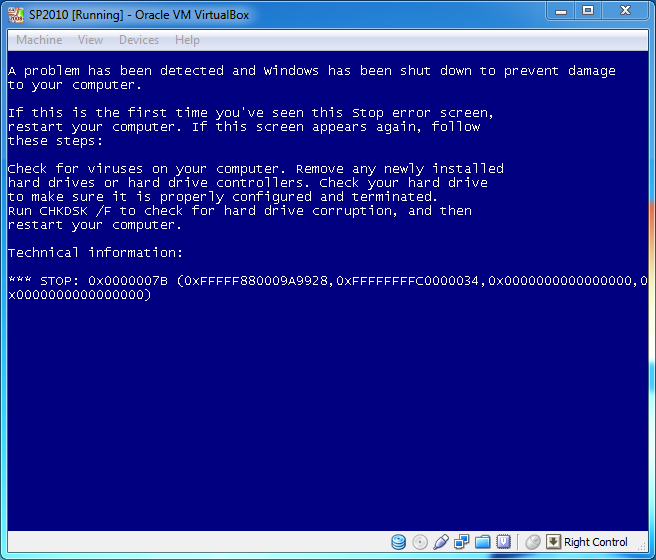 SP2010 [Running] - Oracle VM VirtualBox
Machine View Devices Help
A problem has been detected and Windows has been shut down to prevent damage
to your computer.
If this is the first time you've seen this Stop error screen,
restart your computer. If this screen appears again, follow
these steps:
Check for viruses on your computer. Remove any newly installed
hard drives or hard drive controllers. Check your hard drive
to make sure it is properly configured and terminated.
Run CHKDSK /F to check for hard drive corruption, and then
restart your computer.
Technical information:
*** STOP: 0x0000007B (0xFFFFF880009A9928,0xFFFFFFFFC0000034,0x0000000000000000,0
x0000000000000000)
Right Control